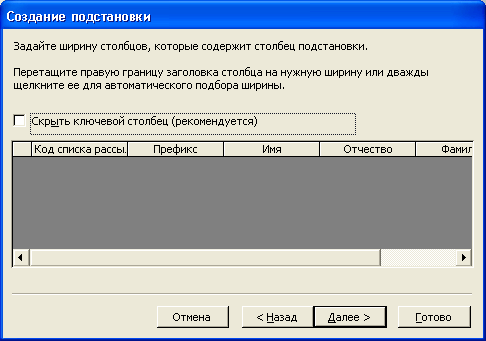 Создание подстановки
Задайте ширину столбцов, которые содержит столбец подстановки.
Перетащите правую границу заголовка столбца на нужную ширину или дважды
щелкните ее для автоматического подбора ширины.
Скрыть ключевой столбец (рекомендуется)
Код списка рассы. Префикс Имя Отчество Фамил
Отмена < Назад Далее > Готово